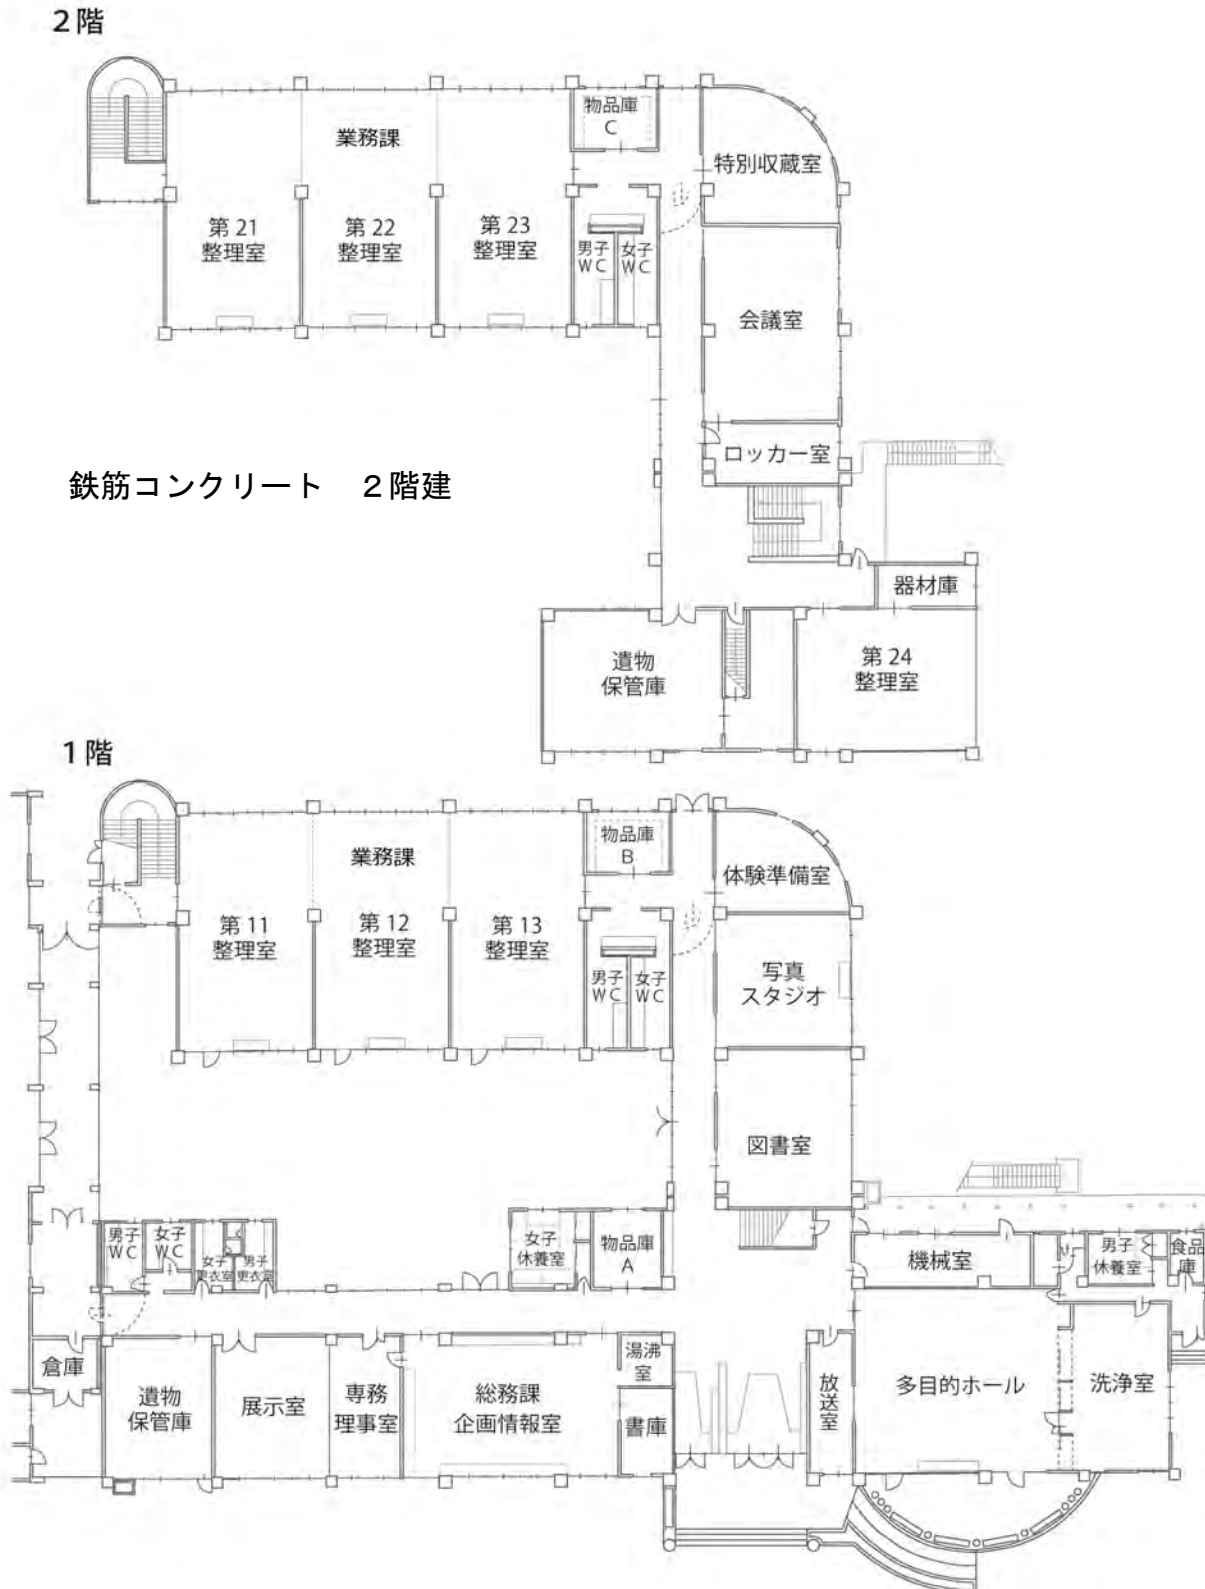 ２階
物品庫
C
業務課
特別収蔵室
第 21
整理室
第 22
整理室
第 23
整理室
男子
ＷＣ
女子
ＷＣ
会議室
ロッカー室
鉄筋コンクリート　２階建
器材庫
遺物
保管庫
第 24
整理室
１階
物品庫
B
業務課
体験準備室
第 11
整理室
第 12
整理室
第 13
整理室
男子
ＷＣ
女子
ＷＣ
写真
スタジオ
図書室
男子
ＷＣ
女子
ＷＣ
女子
更衣室
男子
更衣室
女子
休養室
物品庫
A
機械室
男子
休養室
食品
庫
倉庫
遺物
保管庫
展示室
専務
理事室
総務課
企画情報室
湯沸
室
書庫
放
送
室
多目的ホール
洗浄室